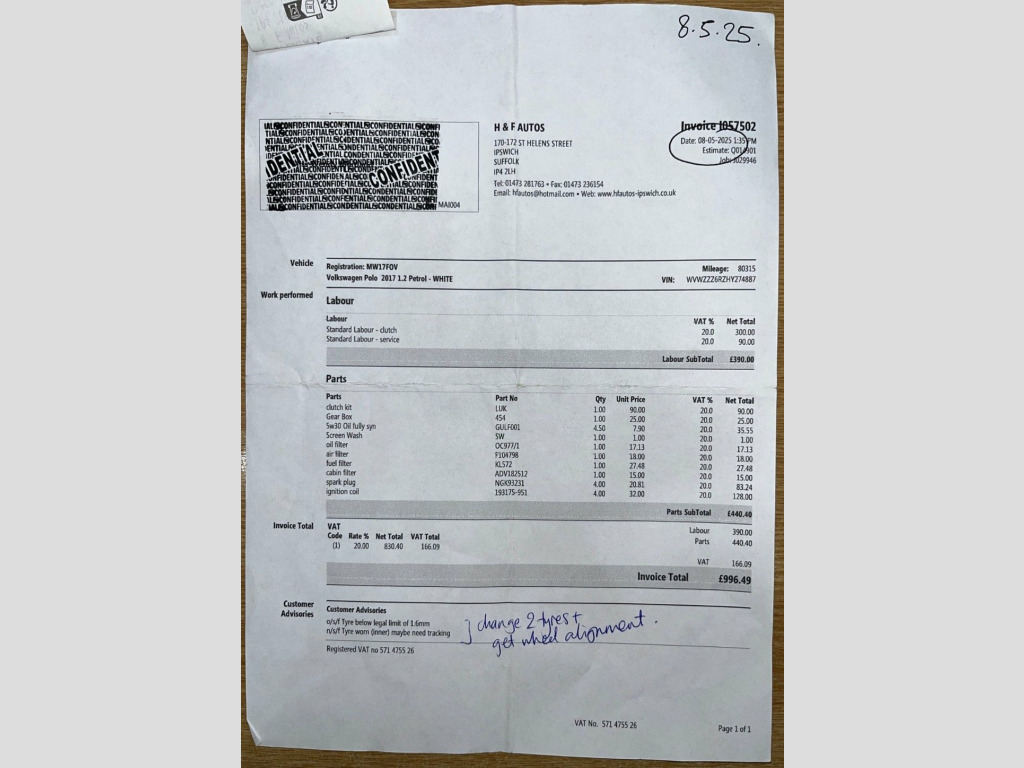 8.5.25.
H & F AUTOS
170-172 ST HELENS STREET
IPSWICH
SUFFOLK
IP4 2LH
Tel: 01473 281763 • Fax: 01473 236154
Email: hfautos@hotmail.com • Web: www.hfautos-ipswich.co.uk
Invoice J057502
Date: 08-05-2025 1:35PM
Estimate:
Job: J029946
CONFIDENTIAL
MAI004
Vehicle
Registration: MW17FOV Mileage: 80315
Volkswagen Polo 2017 1.2 Petrol - WHITE VIN: WVWZZZ6RZHY274887
Work performed
Labour
Labour VAT % Net Total
Standard Labour - clutch 20.0 300.00
Standard Labour - service 20.0 90.00
Labour SubTotal £390.00
Parts
Parts Part No Qty Unit Price VAT % Net Total
clutch kit LUK 1.00 90.00 20.0 90.00
Gear Box 454 1.00 25.00 20.0 25.00
5w30 Oil fully syn GULF001 4.50 7.90 20.0 35.55
Screen Wash SW 1.00 1.00 20.0 1.00
oil filter OC977/1 1.00 17.13 20.0 17.13
air filter F104798 1.00 18.00 20.0 18.00
fuel filter KL572 1.00 27.48 20.0 27.48
cabin filter ADV182512 1.00 15.00 20.0 15.00
spark plug NGK93231 4.00 20.81 20.0 83.24
ignition coil 193175-951 4.00 32.00 20.0 128.00
Parts SubTotal £440.40
Invoice Total
VAT
Code Rate % Net Total VAT Total
(1) 20.00 830.40 166.09
Labour 390.00
Parts 440.40
VAT 166.09
Invoice Total £996.49
Customer Advisories
Customer Advisories
o/s/f Tyre below legal limit of 1.6mm
n/s/f Tyre worn (inner) maybe need tracking
change 2 tyres +
get wheel alignment.
Registered VAT no 571 4755 26
VAT No. 571 4755 26
Page 1 of 1